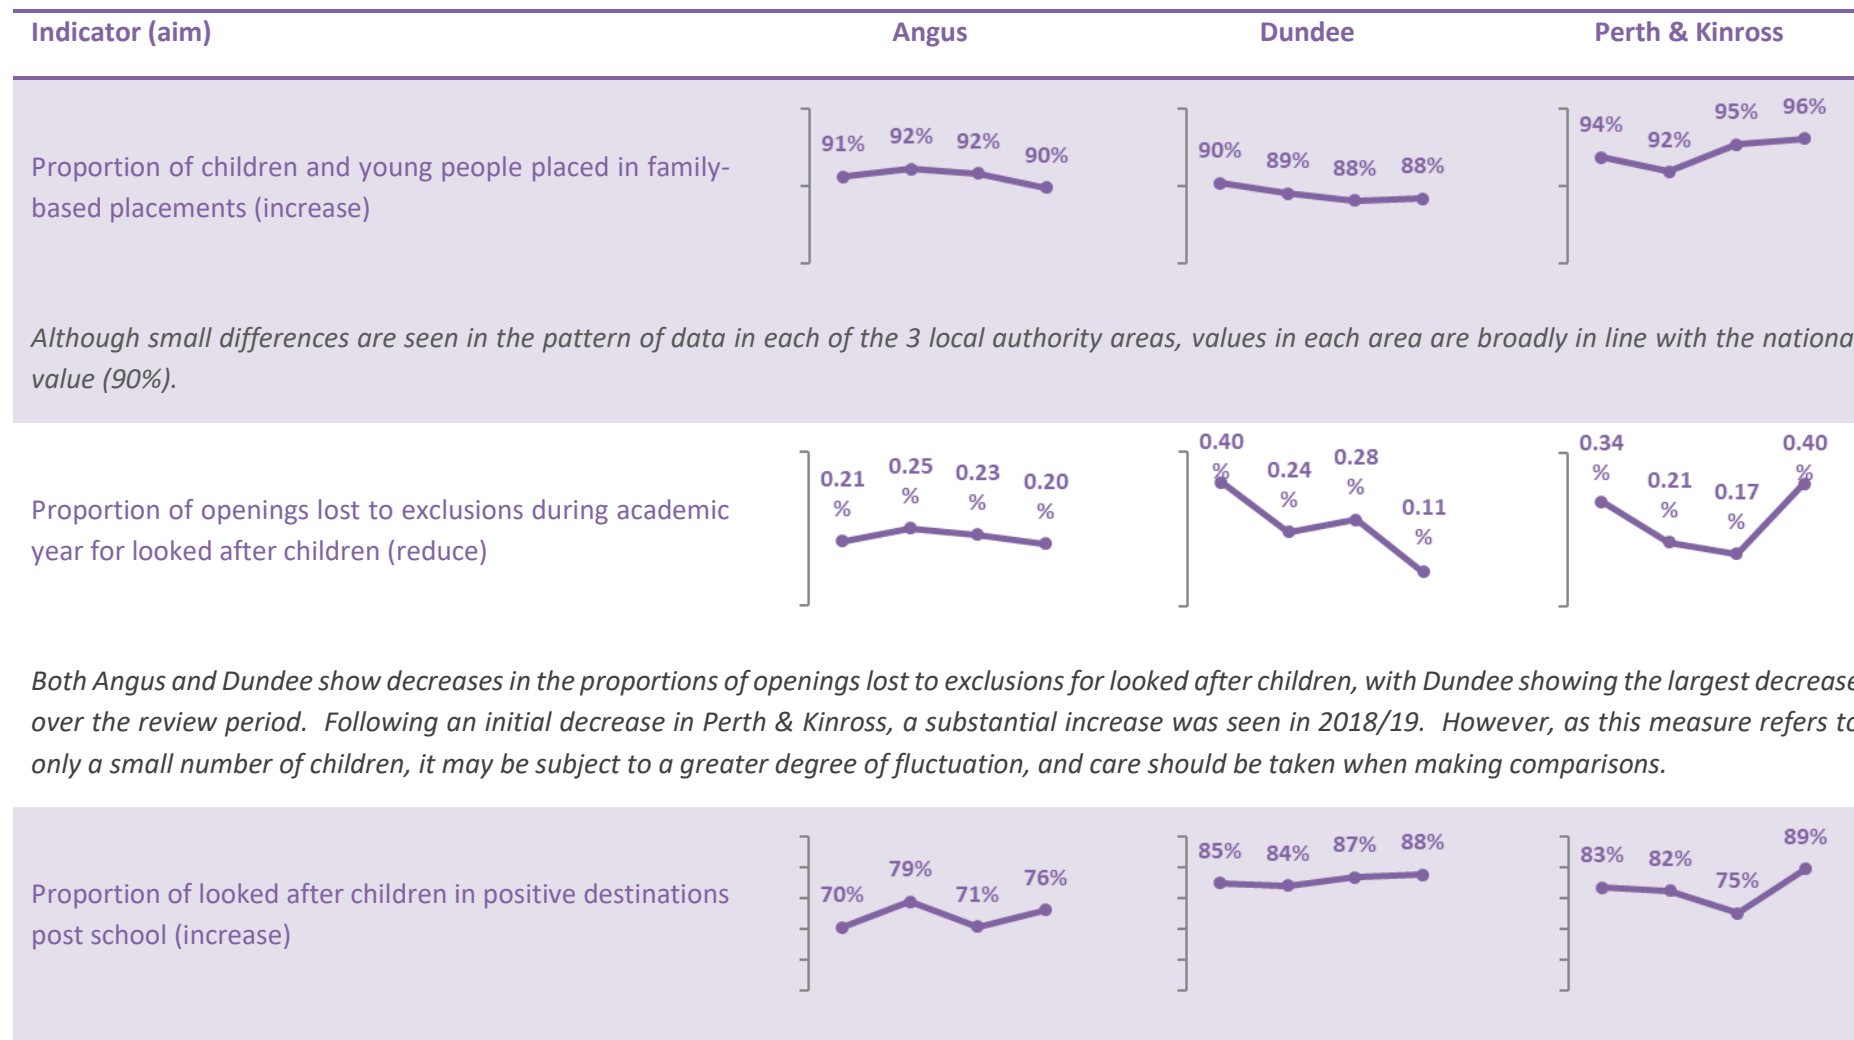 Indicator (aim) Angus Dundee Perth & Kinross
Proportion of children and young people placed in family-
based placements (increase)
91% 92% 92% 90%
90% 89% 88% 88%
94% 92% 95% 96%
Although small differences are seen in the pattern of data in each of the 3 local authority areas, values in each area are broadly in line with the nationa
value (90%).
Proportion of openings lost to exclusions during academic
year for looked after children (reduce)
0.21 % 0.25 % 0.23 % 0.20 %
0.40 % 0.24 % 0.28 % 0.11 %
0.34 % 0.21 % 0.17 % 0.40 %
Both Angus and Dundee show decreases in the proportions of openings lost to exclusions for looked after children, with Dundee showing the largest decrease
over the review period. Following an initial decrease in Perth & Kinross, a substantial increase was seen in 2018/19. However, as this measure refers to
only a small number of children, it may be subject to a greater degree of fluctuation, and care should be taken when making comparisons.
Proportion of looked after children in positive destinations
post school (increase)
70% 79% 71% 76%
85% 84% 87% 88%
83% 82% 75% 89%